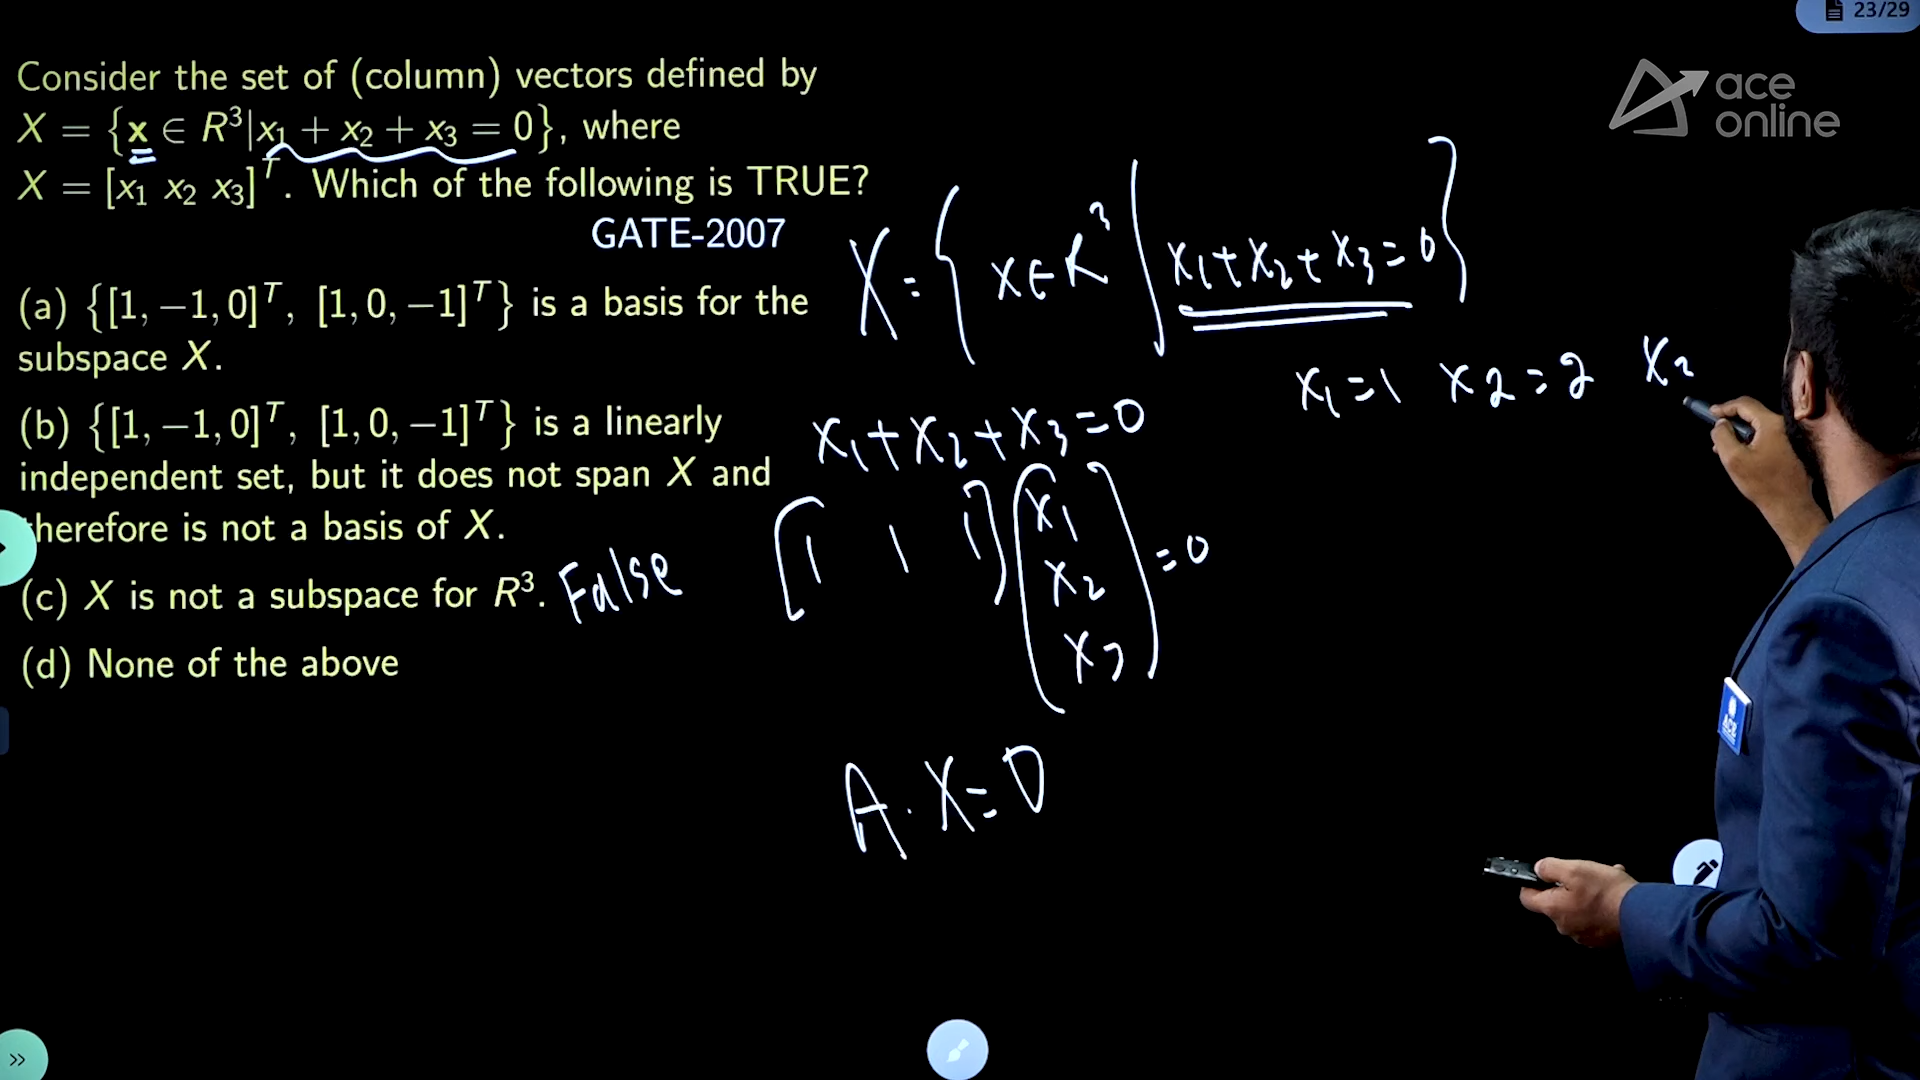 23/29
ace
online
Consider the set of (column) vectors defined by
X = {x ∈ R³|x₁ + x₂ + x₃ = 0}, where
X = [x₁ x₂ x₃]ᵀ. Which of the following is TRUE?
GATE-2007
(a) {[1, −1, 0]ᵀ, [1, 0, −1]ᵀ} is a basis for the
subspace X.
(b) {[1, −1, 0]ᵀ, [1, 0, −1]ᵀ} is a linearly
independent set, but it does not span X and
therefore is not a basis of X.
(c) X is not a subspace for R³. False
(d) None of the above
X = {x ∈ R³ | x₁ + x₂ + x₃ = 0}
x₁ = 1 x₂ = 2 x₂
x₁ + x₂ + x₃ = 0
[1 1 1] [x₁ x₂ x₃] = 0
A · X = 0
ACE